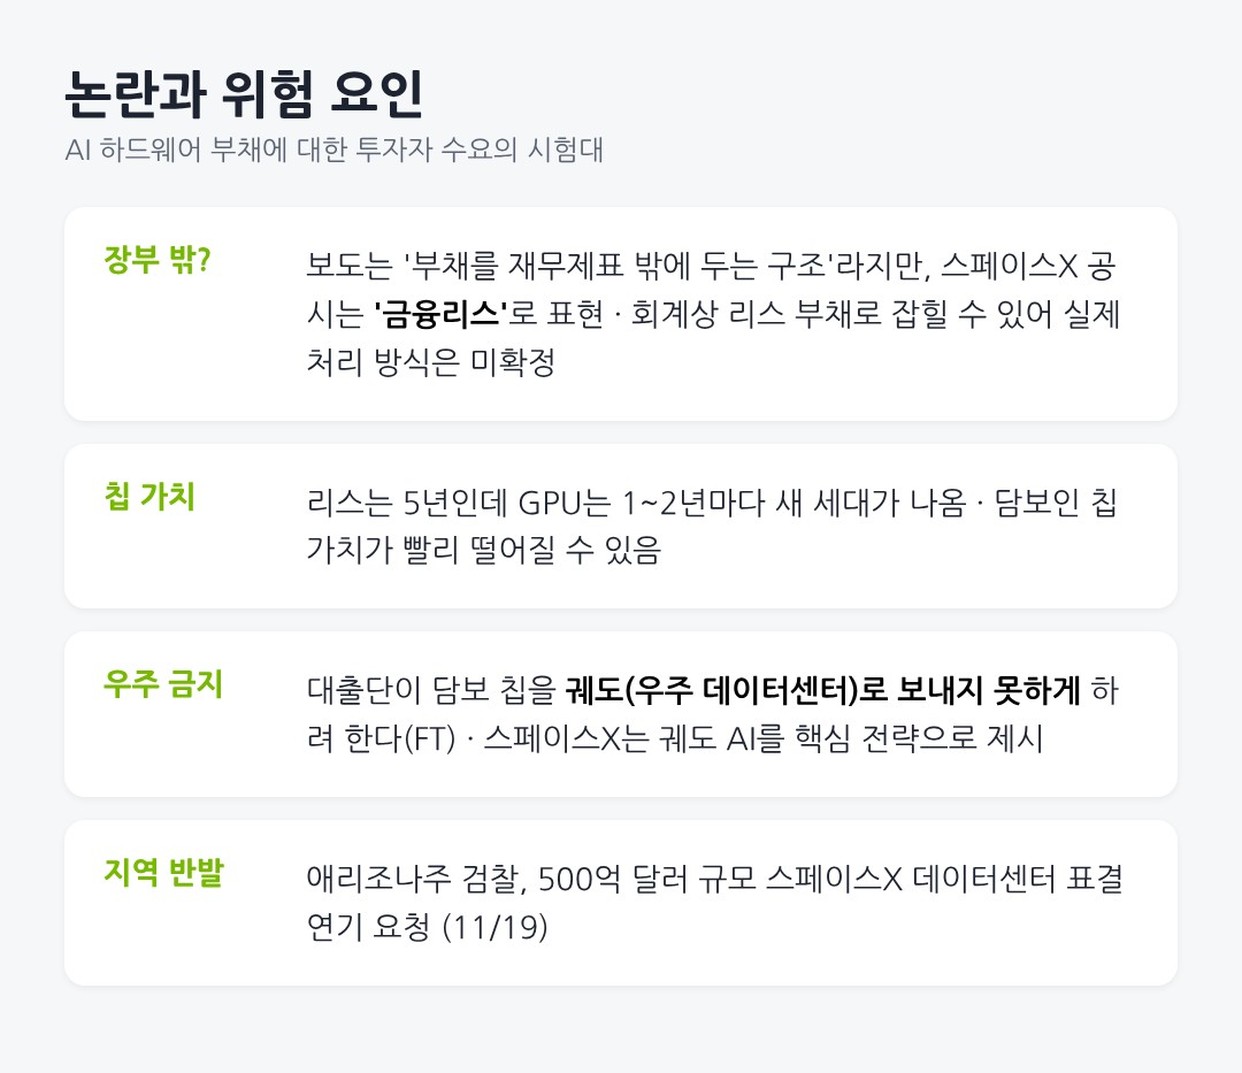 논란과 위험 요인
AI 하드웨어 부채에 대한 투자자 수요의 시험대
장부 밖?
보도는 '부채를 재무제표 밖에 두는 구조'라지만, 스페이스X 공
시는 '금융리스'로 표현 · 회계상 리스 부채로 잡힐 수 있어 실제
처리 방식은 미확정
칩 가치
리스는 5년인데 GPU는 1~2년마다 새 세대가 나옴 · 담보인 칩
가치가 빨리 떨어질 수 있음
우주 금지
대출단이 담보 칩을 궤도(우주 데이터센터)로 보내지 못하게 하
려 한다(FT) · 스페이스X는 궤도 AI를 핵심 전략으로 제시
지역 반발
애리조나주 검찰, 500억 달러 규모 스페이스X 데이터센터 표결
연기 요청 (11/19)